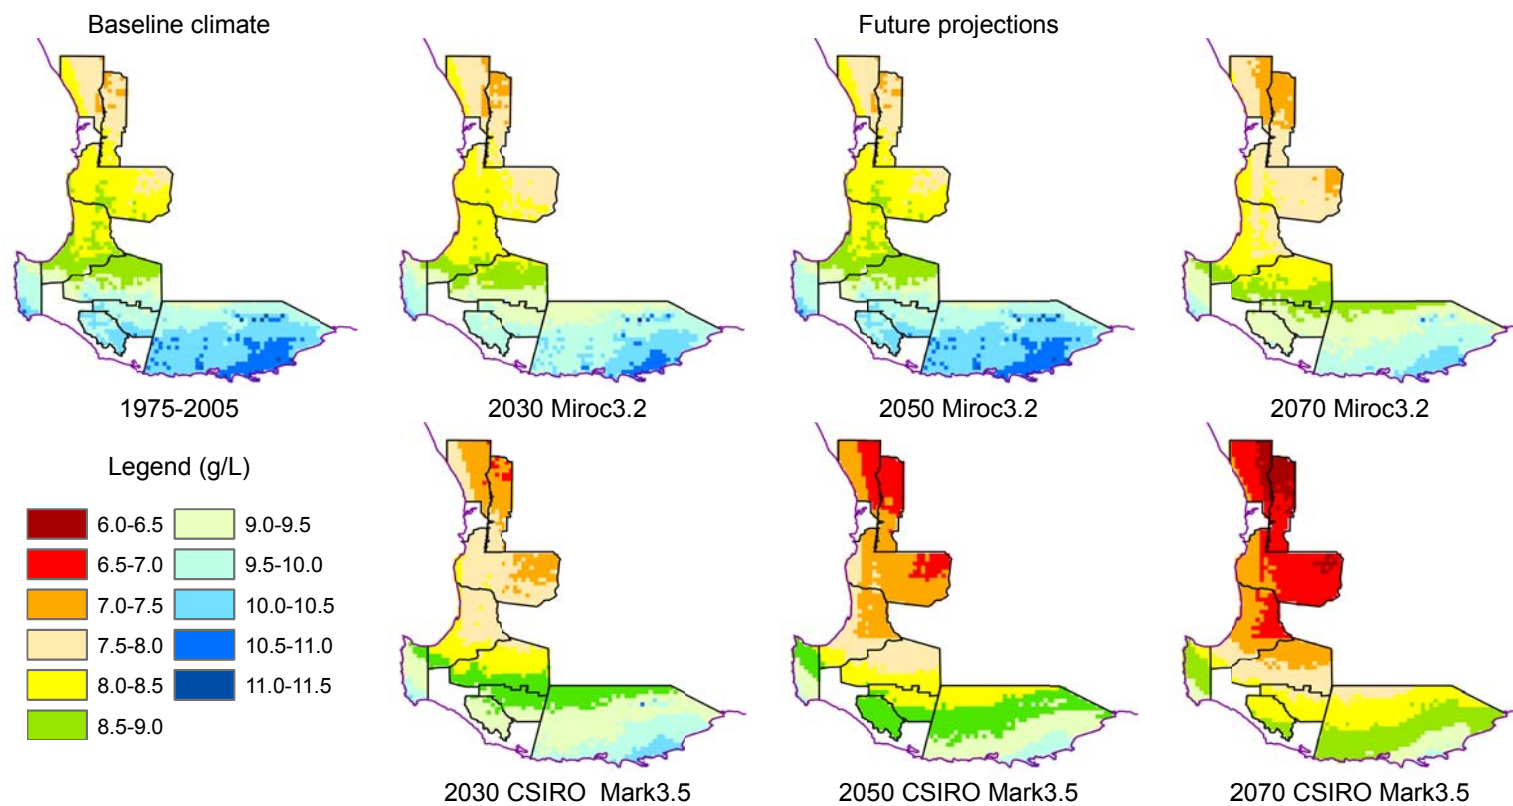 Baseline climate
Future projections
1975-2005
2030 Miroc3.2
2050 Miroc3.2
2070 Miroc3.2
Legend (g/L)
6.0-6.5
6.5-7.0
7.0-7.5
7.5-8.0
8.0-8.5
8.5-9.0
9.0-9.5
9.5-10.0
10.0-10.5
10.5-11.0
11.0-11.5
2030 CSIRO Mark3.5
2050 CSIRO Mark3.5
2070 CSIRO Mark3.5